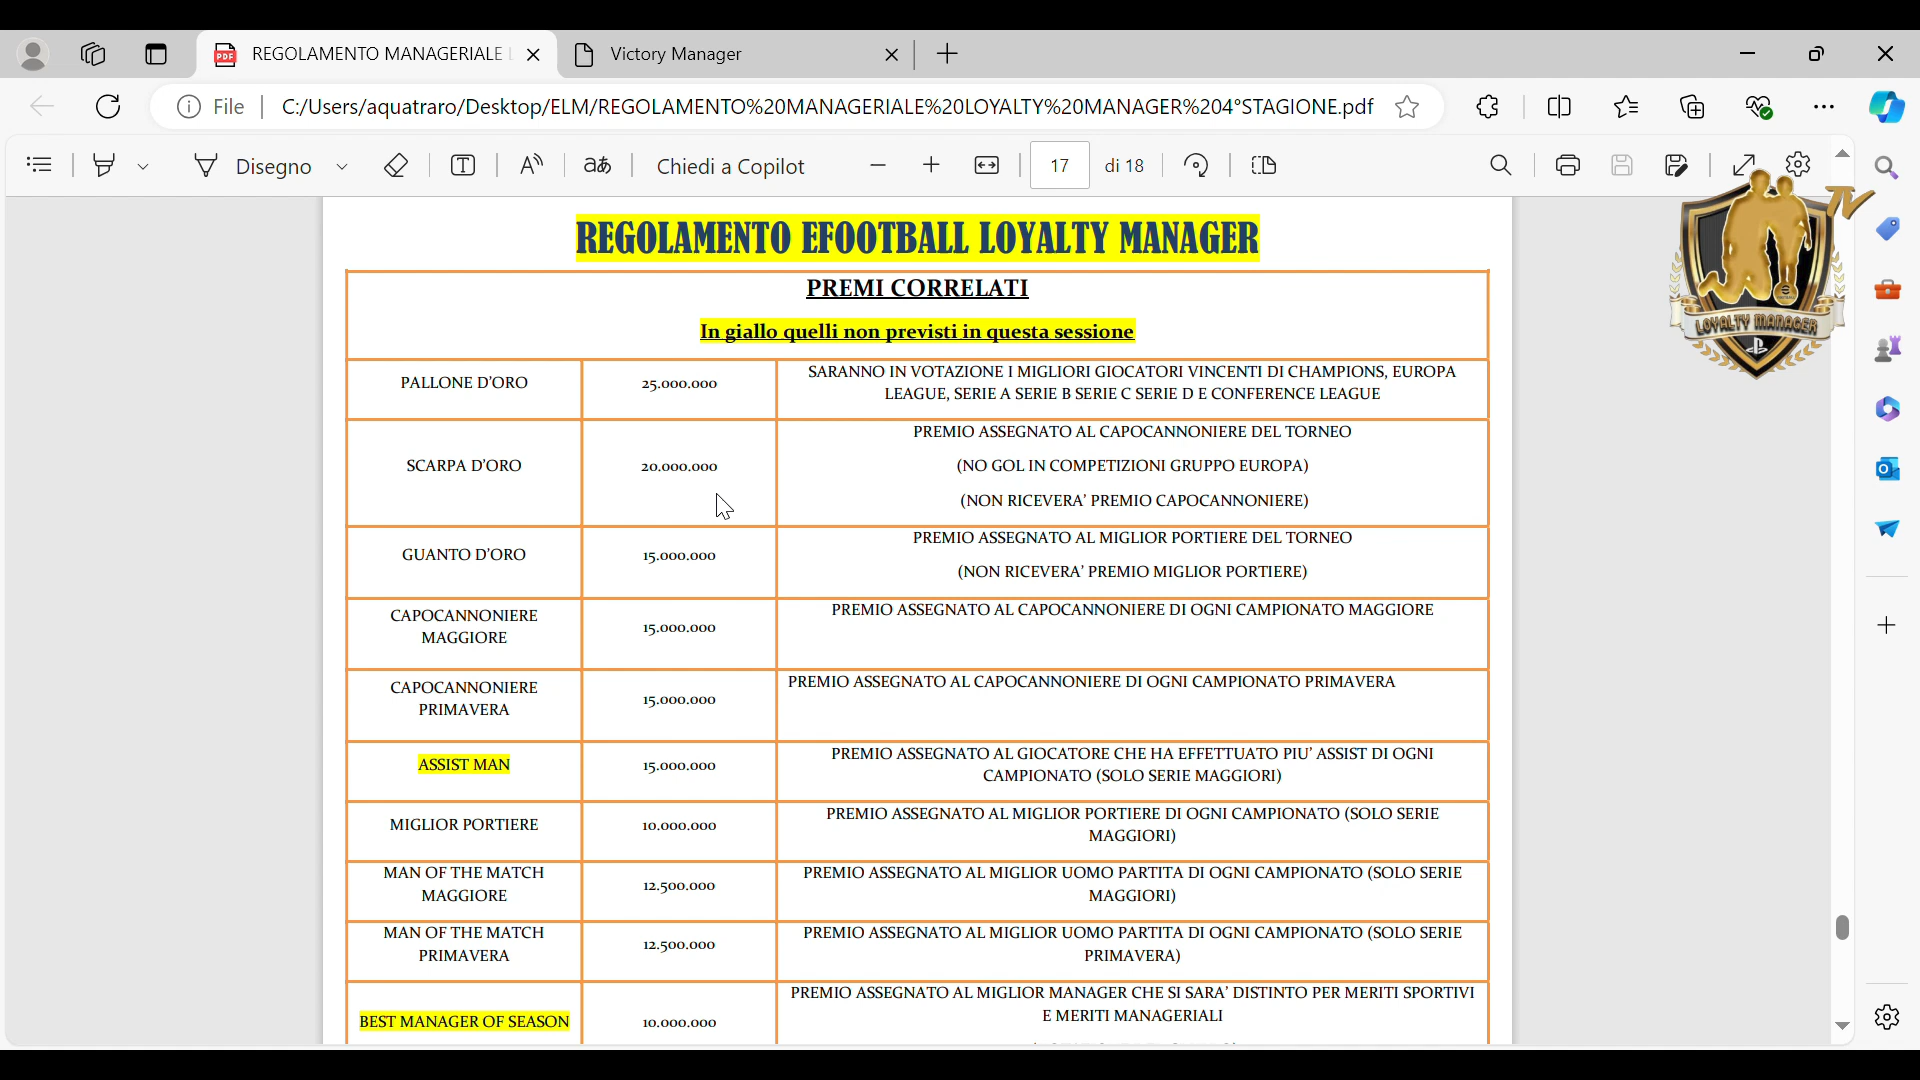 REGOLAMENTO MANAGERIALE L
Victory Manager
File
C:/Users/aquatraro/Desktop/ELM/REGOLAMENTO%20MANAGERIALE%20LOYALTY%20MANAGER%204°STAGIONE.pdf
Disegno
Chiedi a Copilot
17
di 18
REGOLAMENTO EFOOTBALL LOYALTY MANAGER
TV
LOYALTY MANAGER
PREMI CORRELATI
In giallo quelli non previsti in questa sessione
PALLONE D'ORO
25.000.000
SARANNO IN VOTAZIONE I MIGLIORI GIOCATORI VINCENTI DI CHAMPIONS, EUROPA
LEAGUE, SERIE A SERIE B SERIE C SERIE D E CONFERENCE LEAGUE
SCARPA D'ORO
20.000.000
PREMIO ASSEGNATO AL CAPOCANNONIERE DEL TORNEO
(NO GOL IN COMPETIZIONI GRUPPO EUROPA)
(NON RICEVERA' PREMIO CAPOCANNONIERE)
GUANTO D'ORO
15.000.000
PREMIO ASSEGNATO AL MIGLIOR PORTIERE DEL TORNEO
(NON RICEVERA' PREMIO MIGLIOR PORTIERE)
CAPOCANNONIERE
MAGGIORE
15.000.000
PREMIO ASSEGNATO AL CAPOCANNONIERE DI OGNI CAMPIONATO MAGGIORE
CAPOCANNONIERE
PRIMAVERA
15.000.000
PREMIO ASSEGNATO AL CAPOCANNONIERE DI OGNI CAMPIONATO PRIMAVERA
ASSIST MAN
15.000.000
PREMIO ASSEGNATO AL GIOCATORE CHE HA EFFETTUATO PIU' ASSIST DI OGNI
CAMPIONATO (SOLO SERIE MAGGIORI)
MIGLIOR PORTIERE
10.000.000
PREMIO ASSEGNATO AL MIGLIOR PORTIERE DI OGNI CAMPIONATO (SOLO SERIE
MAGGIORI)
MAN OF THE MATCH
MAGGIORE
12.500.000
PREMIO ASSEGNATO AL MIGLIOR UOMO PARTITA DI OGNI CAMPIONATO (SOLO SERIE
MAGGIORI)
MAN OF THE MATCH
PRIMAVERA
12.500.000
PREMIO ASSEGNATO AL MIGLIOR UOMO PARTITA DI OGNI CAMPIONATO (SOLO SERIE
PRIMAVERA)
BEST MANAGER OF SEASON
10.000.000
PREMIO ASSEGNATO AL MIGLIOR MANAGER CHE SI SARA' DISTINTO PER MERITI SPORTIVI
E MERITI MANAGERIALI